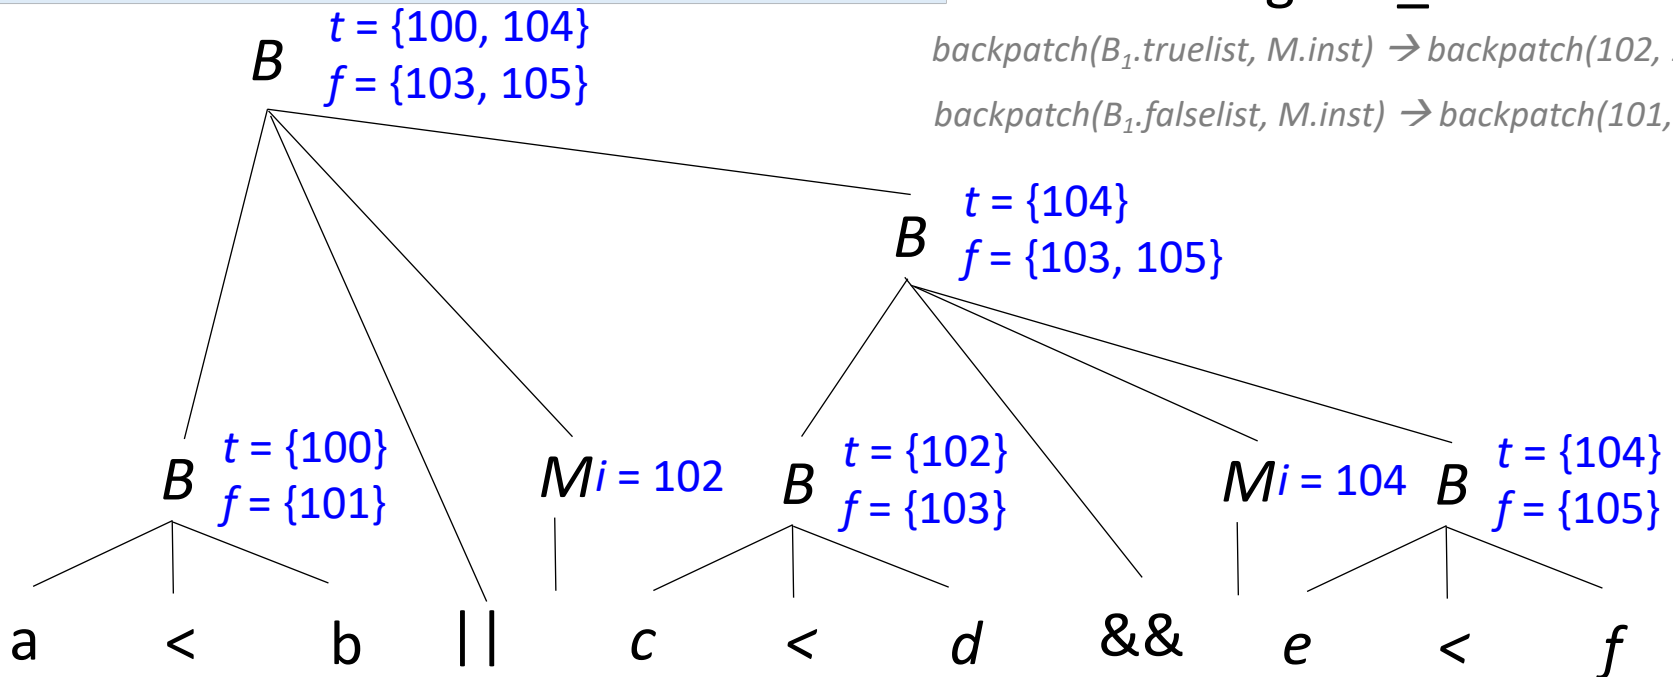 t = {100, 104}
B
f = {103, 105}
backpatch(B₁.truelist, M.inst) → backpatch(102,
backpatch(B₁.falselist, M.inst) → backpatch(101,
t = {104}
B
f = {103, 105}
t = {100}
B
f = {101}
M i = 102
t = {102}
B
f = {103}
M i = 104
t = {104}
B
f = {105}
a < b || c < d && e < f